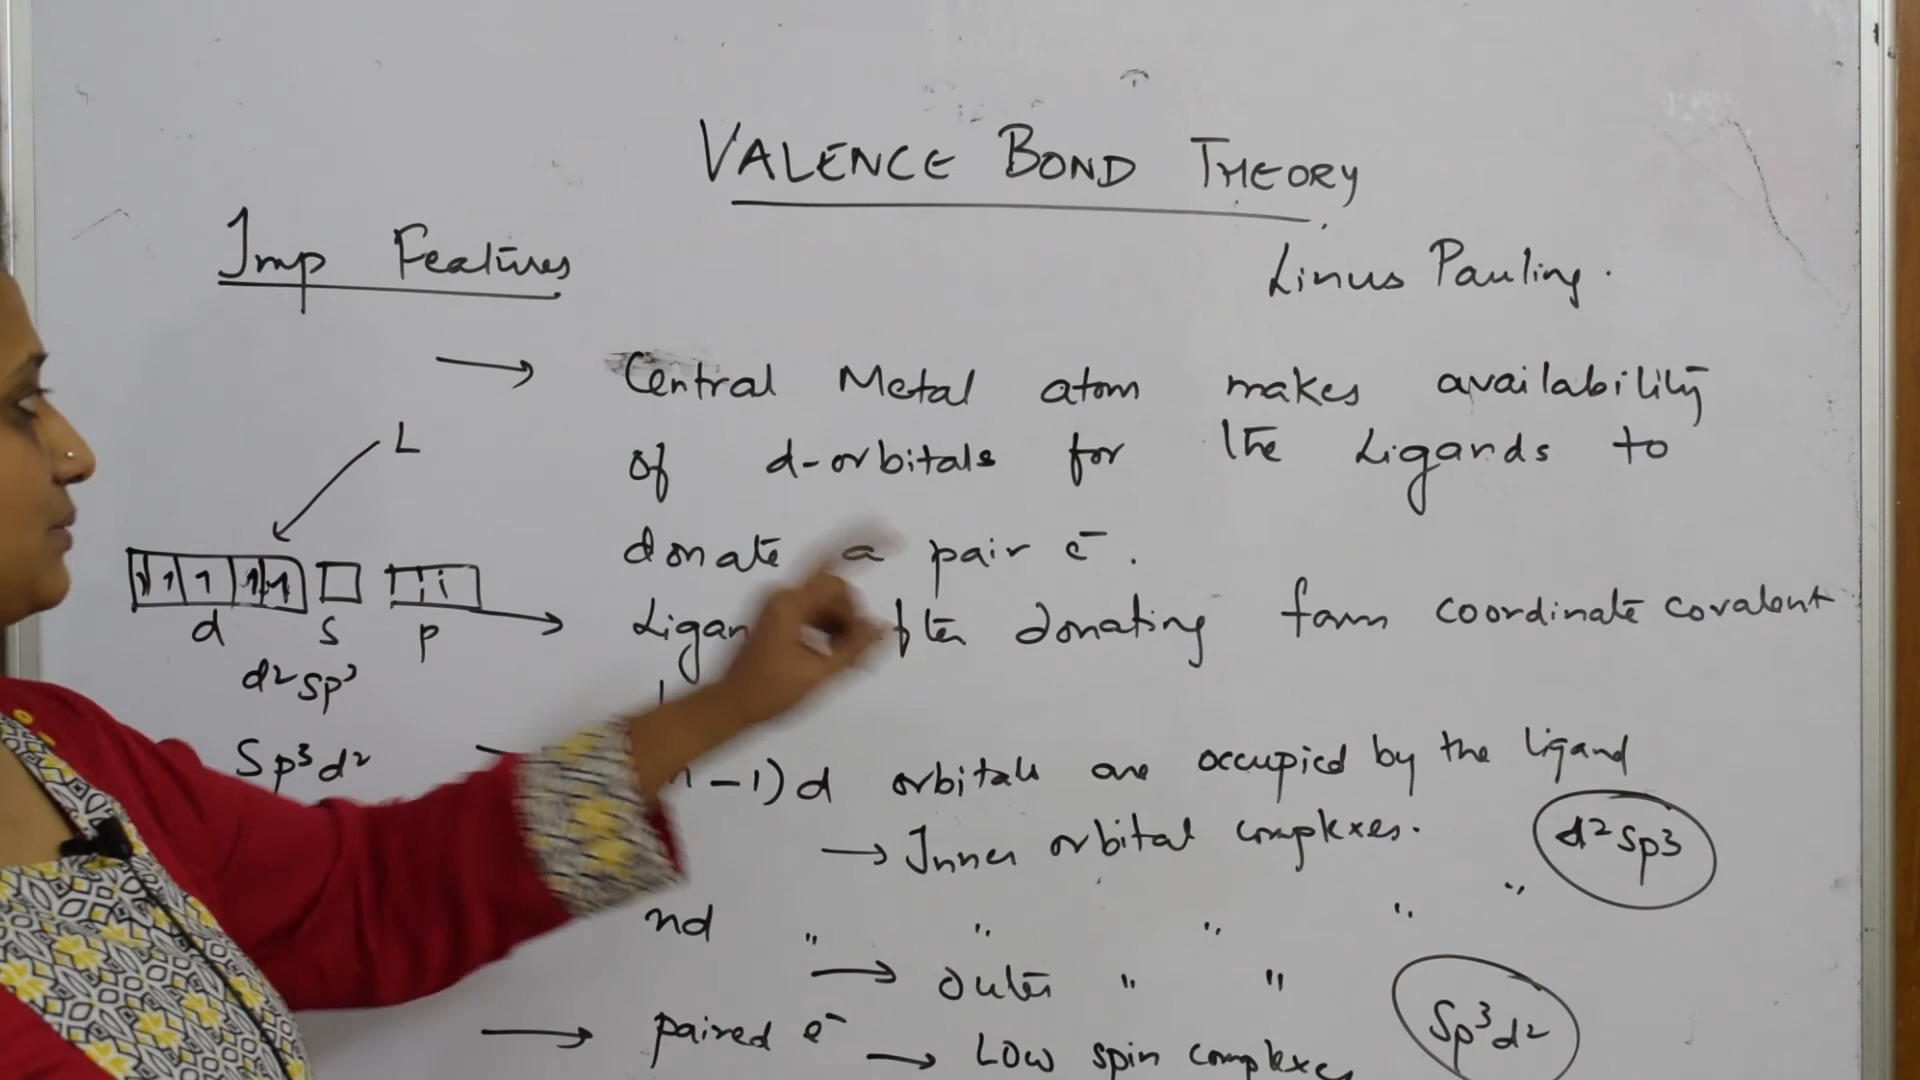 VALENCE BOND THEORY
Imp Features
Linus Pauling.
→ Central Metal atom makes availability
of d-orbitals for the Ligands to
donate a pair e⁻.
L
d s p
d²sp³
sp³d²
→ donating form coordinate covalent
-1)d orbitals are occupied by the ligand
→ Inner orbital complexes.
d²sp3
nd " " " " "
→ outer " "
sp³d²
→ paired e⁻ → Low spin complexes